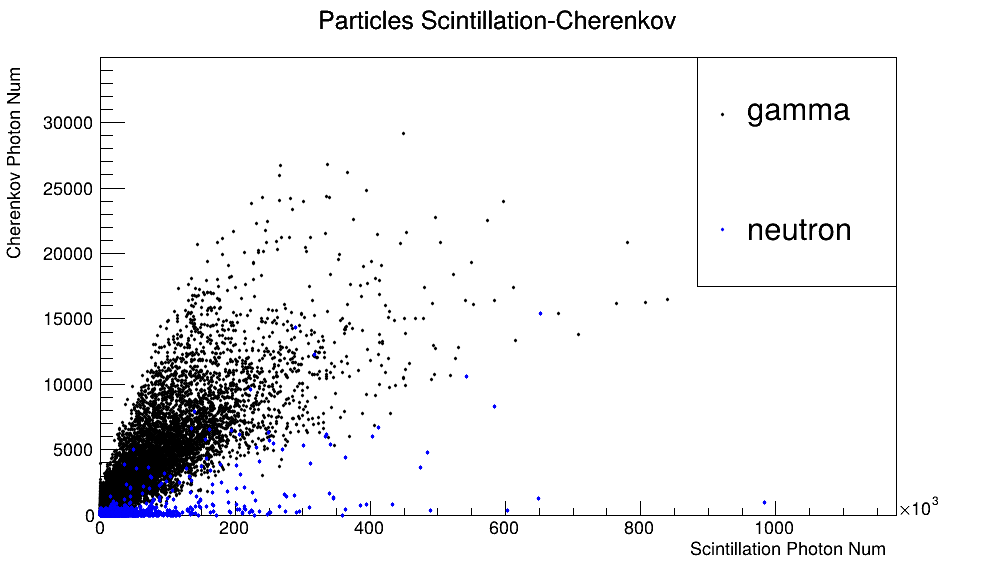 Particles Scintillation-Cherenkov
Cherenkov Photon Num
30000
25000
20000
15000
10000
5000
0
gamma
neutron
0 200 400 600 800 1000 ×10³
Scintillation Photon Num